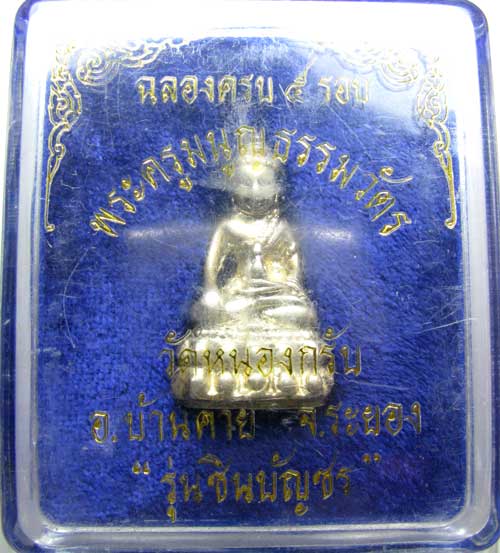 ฉลองครบ ๕ รอบ
พระครูมนูญธรรมวัตร
วัดหนองกรับ
อ.บ้านค่าย จ.ระยอง
“รุ่นชินบัญชร”